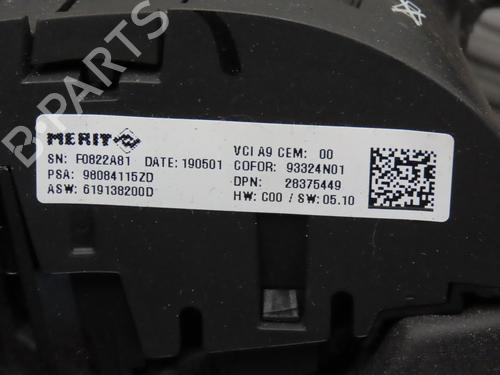 B-PARTS
MERIT
VCI A9 CEM: 00
SN: F0822A81 DATE: 190501 COFOR: 93324N01
PSA: 98084115ZD DPN: 28375449
ASW: 619138200D HW: C00 / SW: 05.10